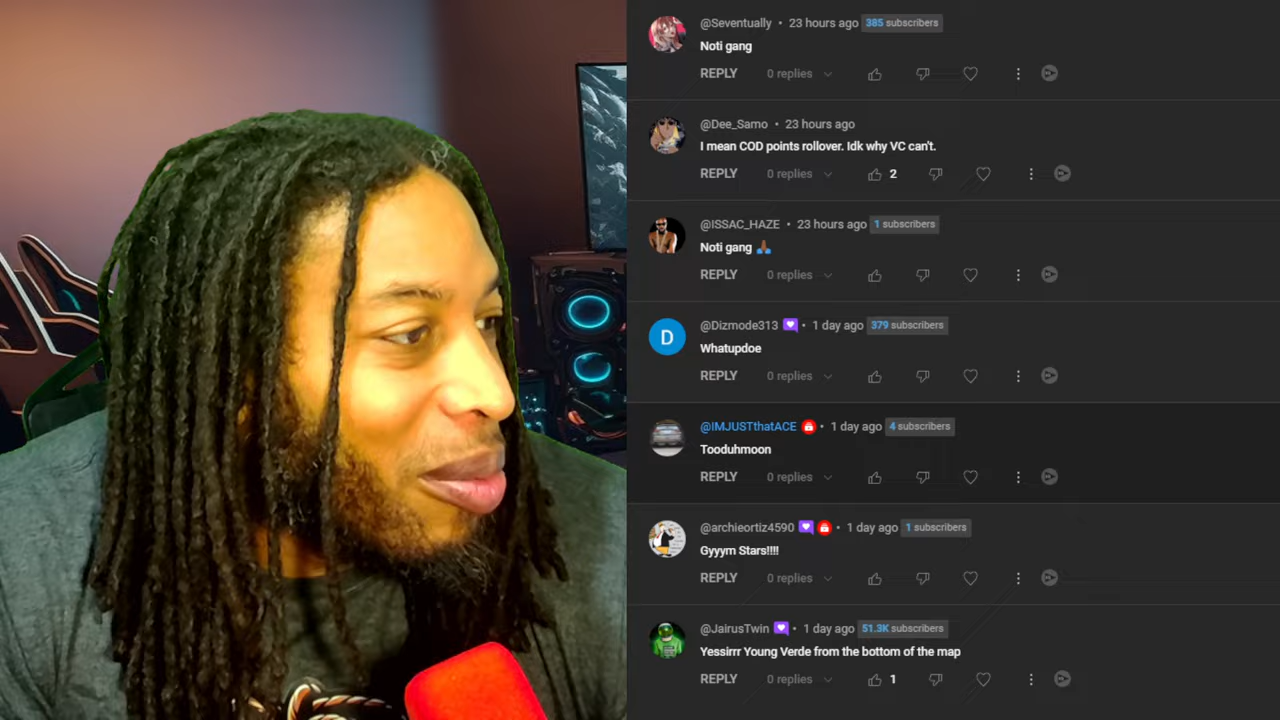 @Seventually • 23 hours ago 385 subscribers
Noti gang
REPLY 0 replies
@Dee_Samo • 23 hours ago
I mean COD points rollover. Idk why VC can't.
REPLY 0 replies 2
@ISSAC_HAZE • 23 hours ago 1 subscribers
Noti gang 🙏🏾
REPLY 0 replies
D
@Dizmode313 • 1 day ago 379 subscribers
Whatupdoe
REPLY 0 replies
@IMJUSTthatACE • 1 day ago 4 subscribers
Tooduhmoon
REPLY 0 replies
@archieortiz4590 • 1 day ago 1 subscribers
Gyyym Stars!!!!
REPLY 0 replies
@JairusTwin • 1 day ago 51.3K subscribers
Yessirrr Young Verde from the bottom of the map
REPLY 0 replies 1